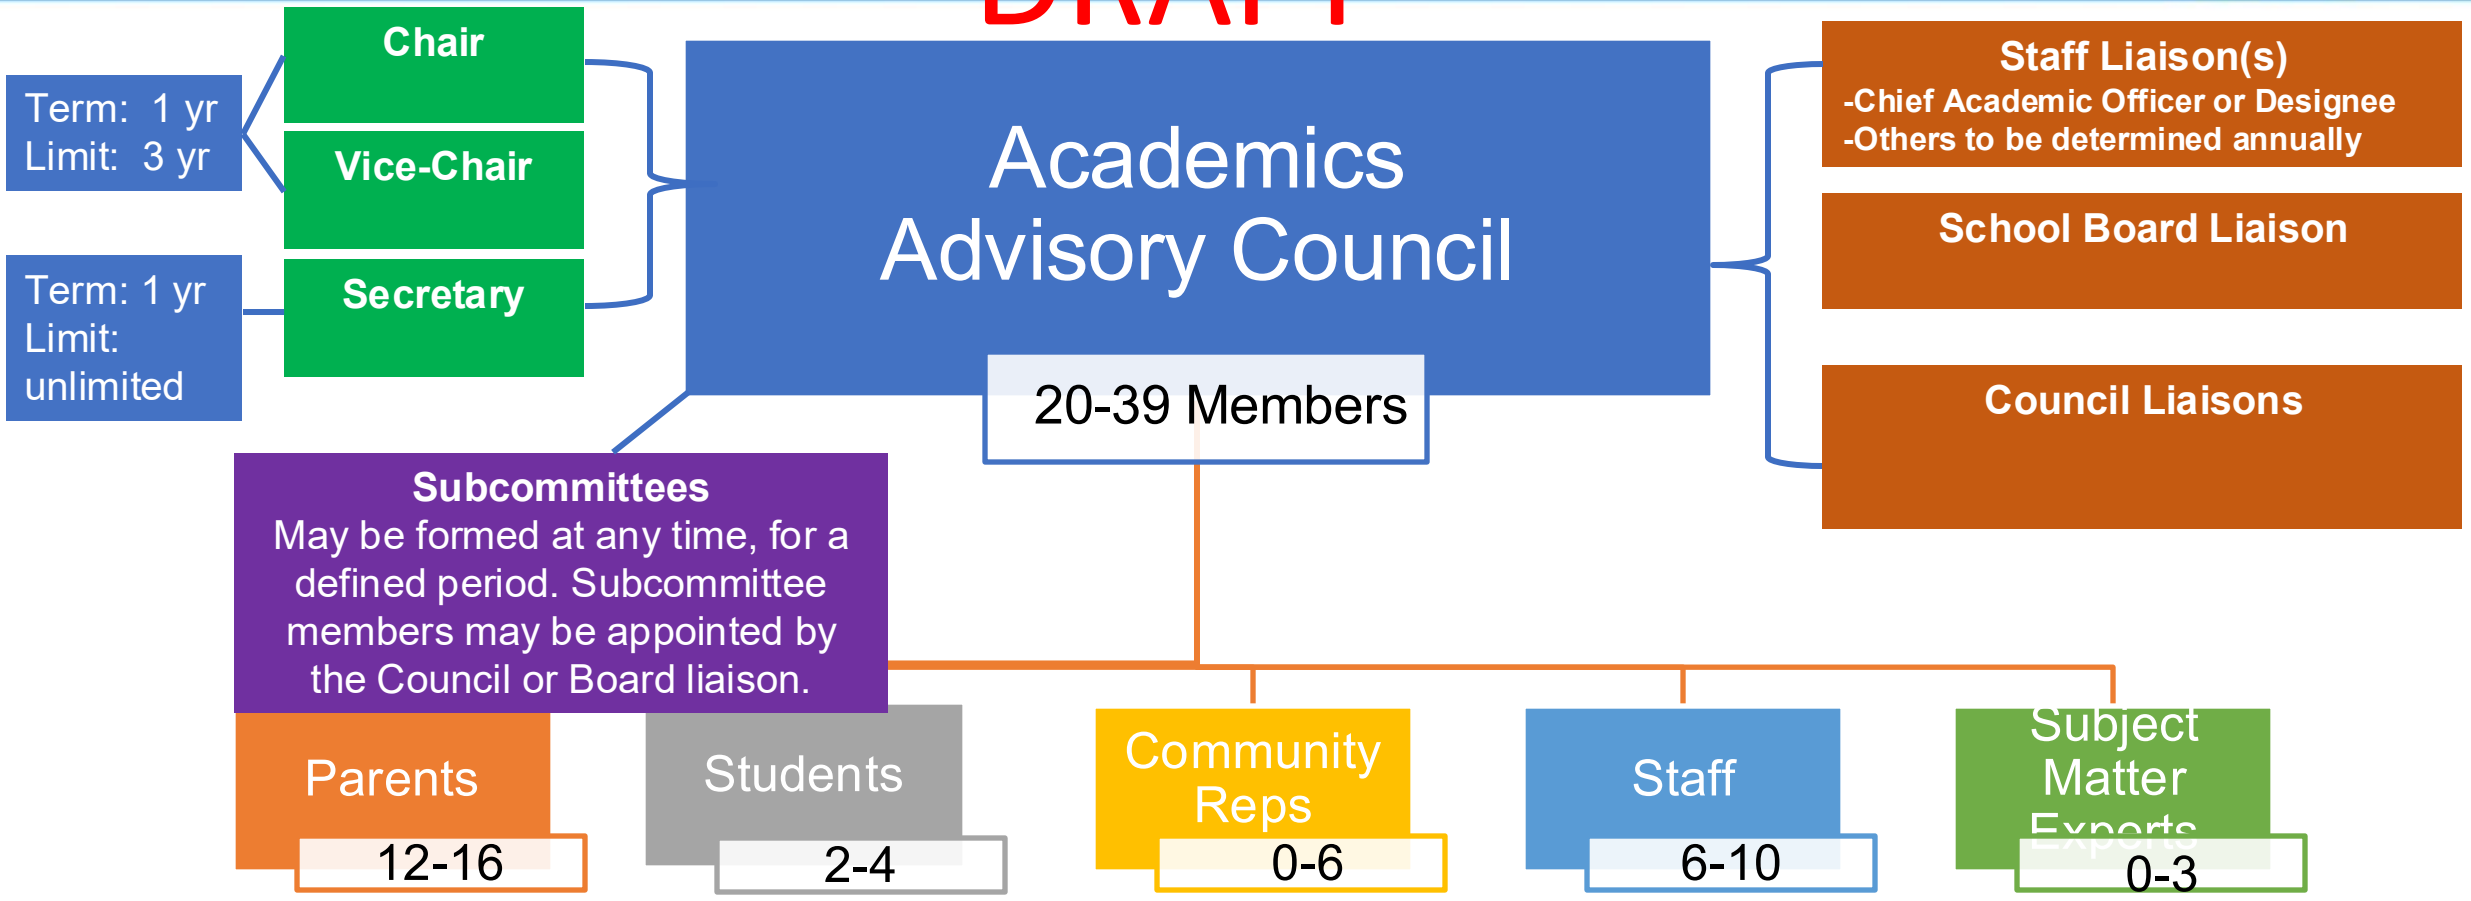 DRAFT
Chair
Term: 1 yr
Limit: 3 yr
Vice-Chair
Term: 1 yr
Limit:
unlimited
Secretary
Academics
Advisory Council
20-39 Members
Staff Liaison(s)
-Chief Academic Officer or Designee
-Others to be determined annually
School Board Liaison
Council Liaisons
Subcommittees
May be formed at any time, for a
defined period. Subcommittee
members may be appointed by
the Council or Board liaison.
Parents
12-16
Students
2-4
Community
Reps
0-6
Staff
6-10
Subject
Matter
Experts
0-3